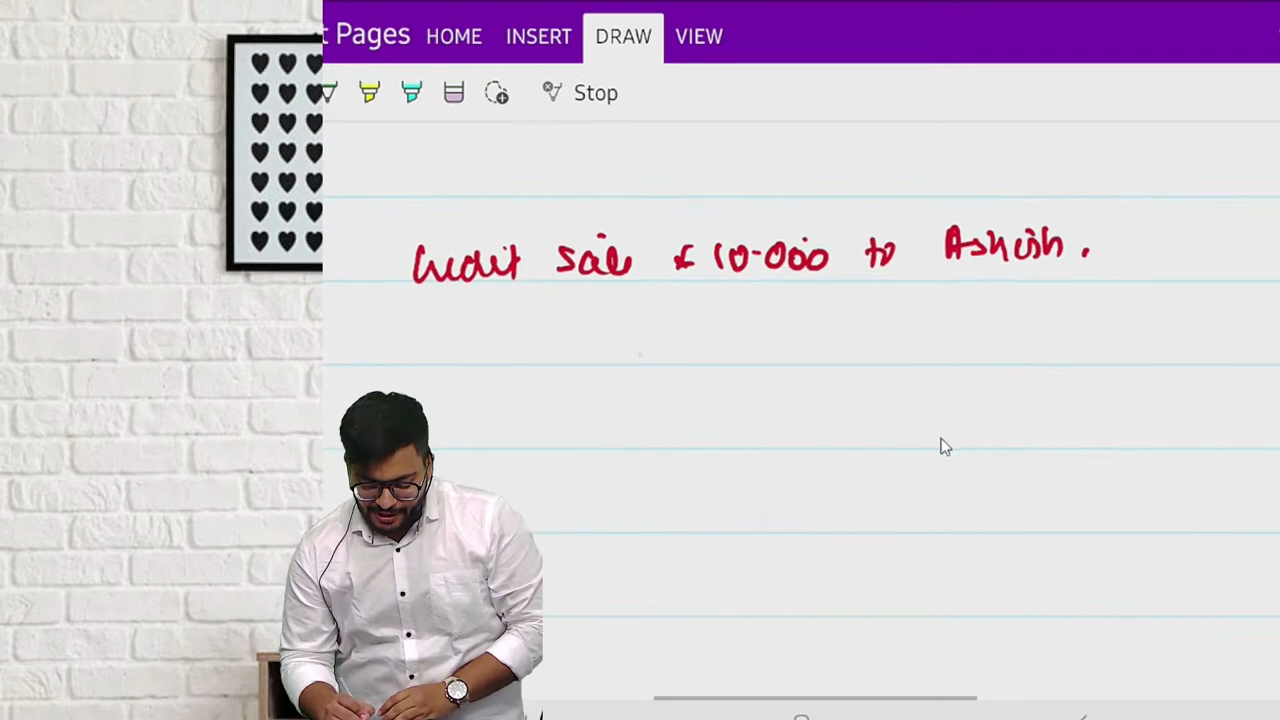 t Pages HOME INSERT DRAW VIEW
Stop
Credit Sale ₹ 10.000 to Ashish.